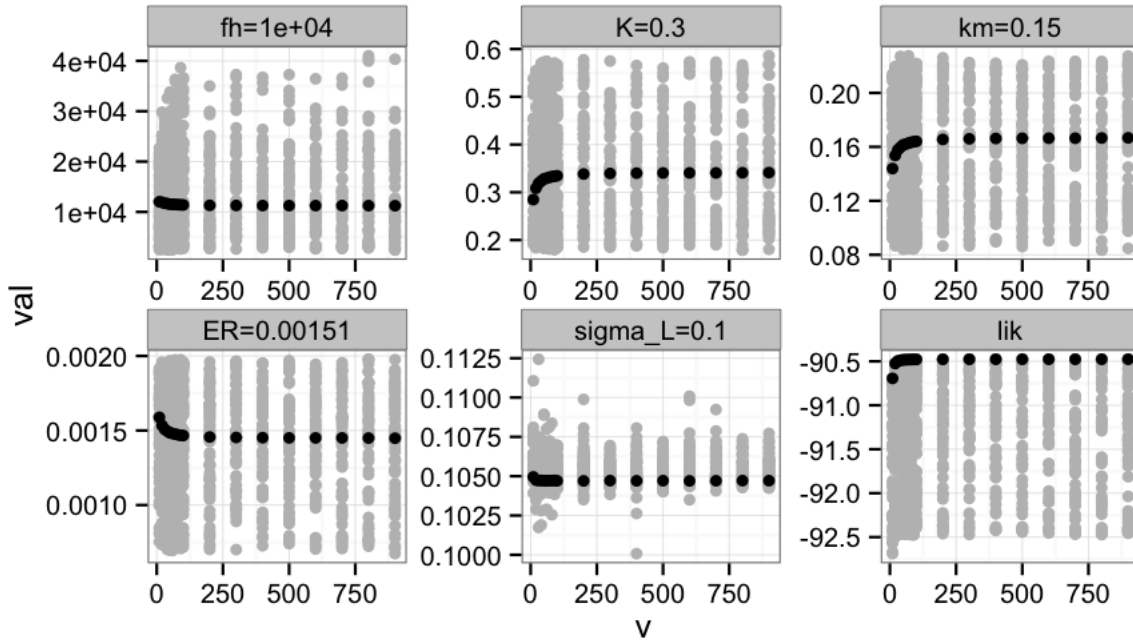 fh=1e+04
K=0.3
km=0.15
4e+04
3e+04
2e+04
1e+04
0.6
0.5
0.4
0.3
0.2
0.20
0.16
0.12
0.08
0 250 500 750
0 250 500 750
0 250 500 750
val
ER=0.00151
sigma_L=0.1
lik
0.0020
0.0015
0.0010
0.1125
0.1100
0.1075
0.1050
0.1025
0.1000
-90.5
-91.0
-91.5
-92.0
-92.5
0 250 500 750
0 250 500 750
0 250 500 750
v